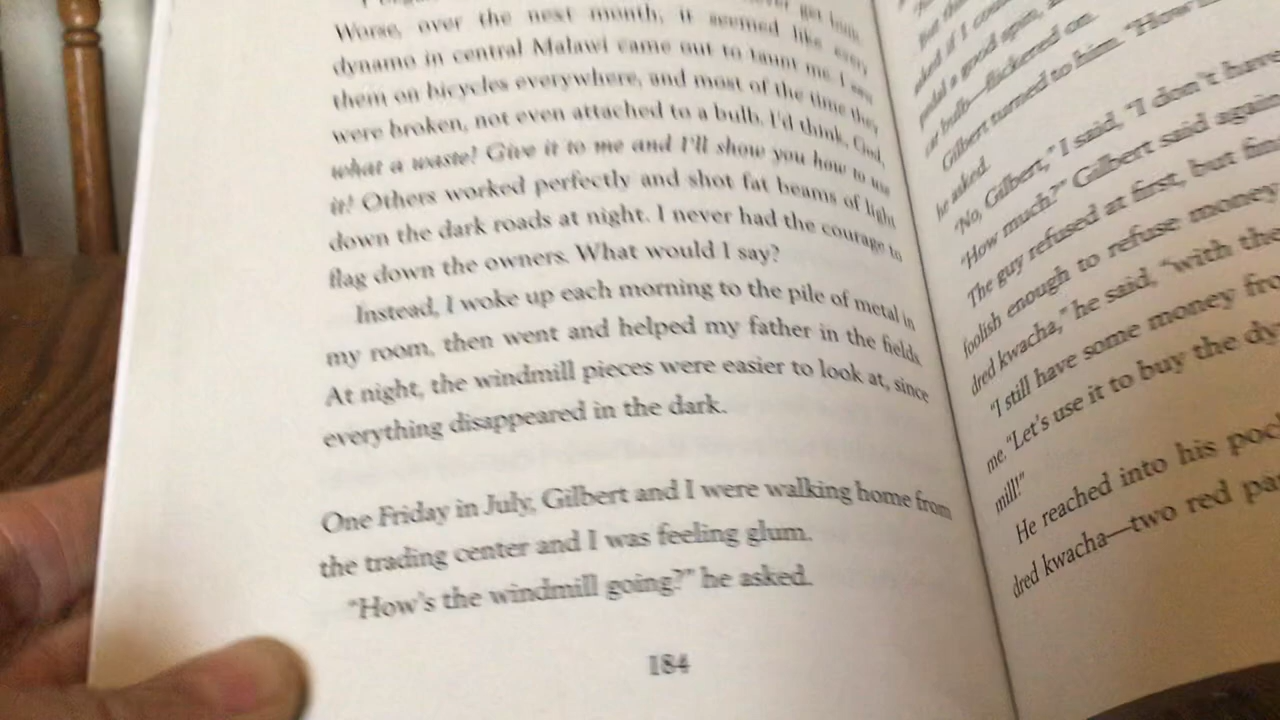 Worse, over the next month, it seemed like every
dynamo in central Malawi came out to taunt me. I saw
them on bicycles everywhere, and most of the time they
were broken, not even attached to a bulb. I'd think, God,
what a waste! Give it to me and I'll show you how to use
it! Others worked perfectly and shot fat beams of light
down the dark roads at night. I never had the courage to
flag down the owners. What would I say?
Instead, I woke up each morning to the pile of metal in
my room, then went and helped my father in the fields.
At night, the windmill pieces were easier to look at, since
everything disappeared in the dark.
One Friday in July, Gilbert and I were walking home from
the trading center and I was feeling glum.
"How's the windmill going?" he asked.
184
asked if I
pedal a good spin,
car bulb—flickered on.
Gilbert turned to him. "How
he asked.
"No, Gilbert," I said, "I don't have
"How much?" Gilbert said again
The guy refused at first, but
foolish enough to refuse money
dred kwacha," he said, "with the
"I still have some money
me. "Let's use it to buy the
mill!"
He reached into his
dred kwacha—two red